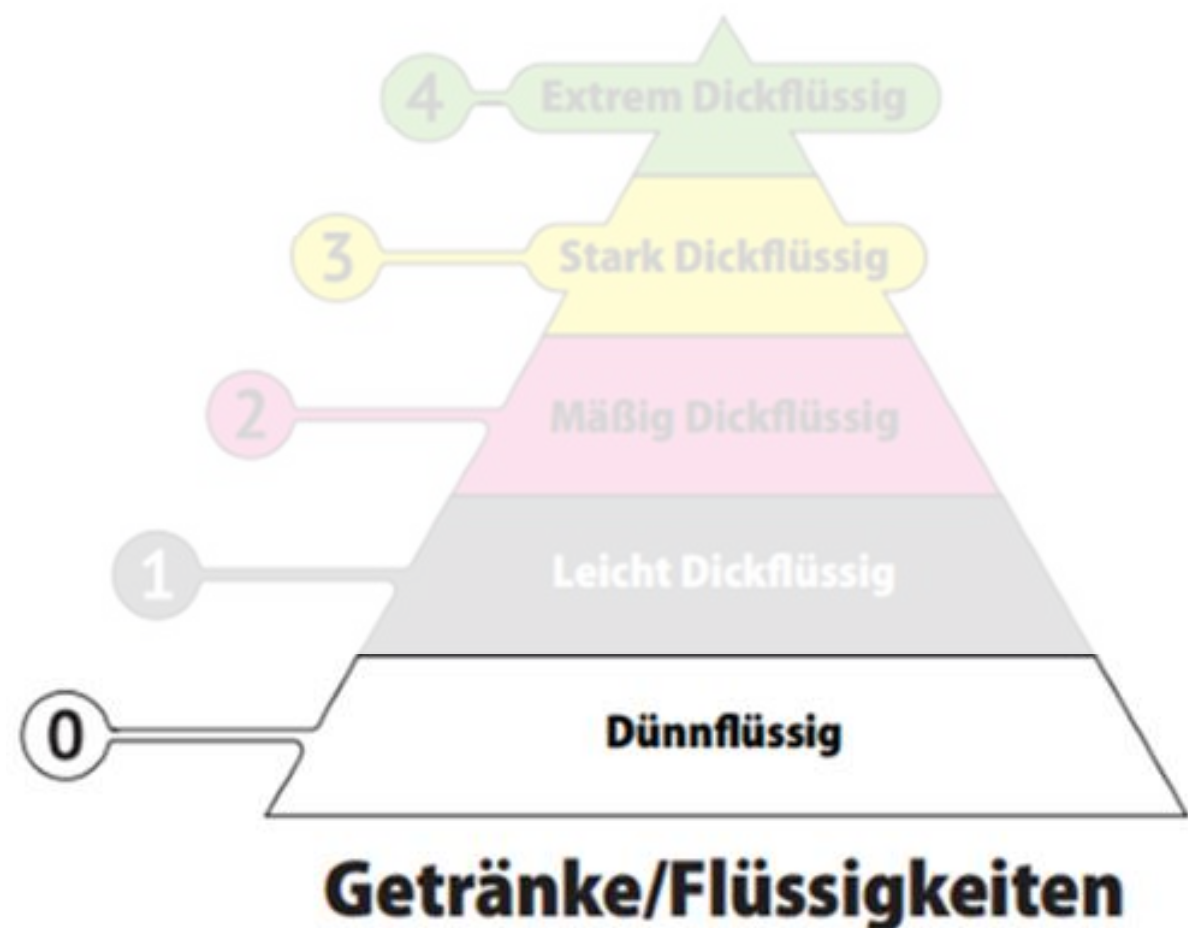 4 Extrem Dickflüssig
3 Stark Dickflüssig
2 Mäßig Dickflüssig
1 Leicht Dickflüssig
0 Dünnflüssig
Getränke/Flüssigkeiten